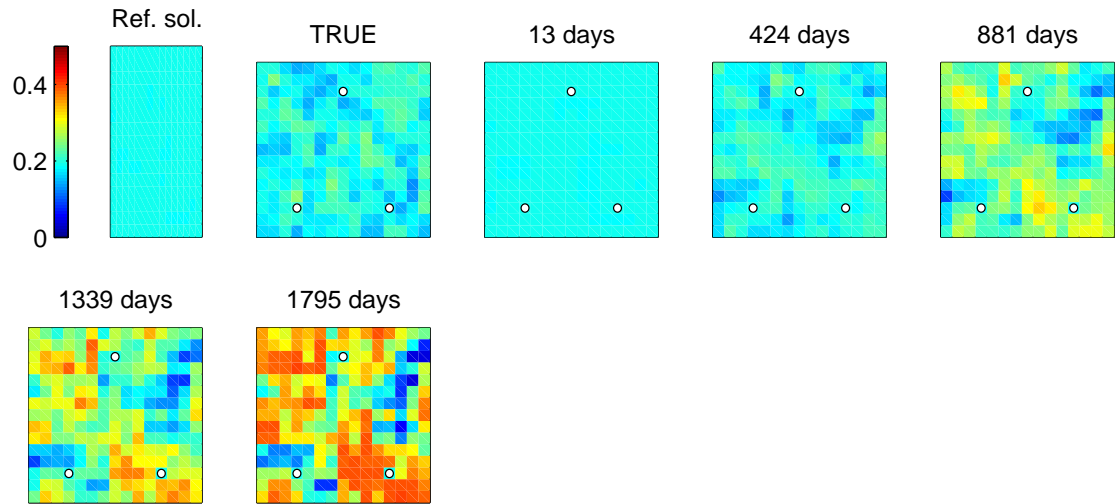 Ref. sol.
TRUE
13 days
424 days
881 days
0.4
0.2
0
1339 days
1795 days